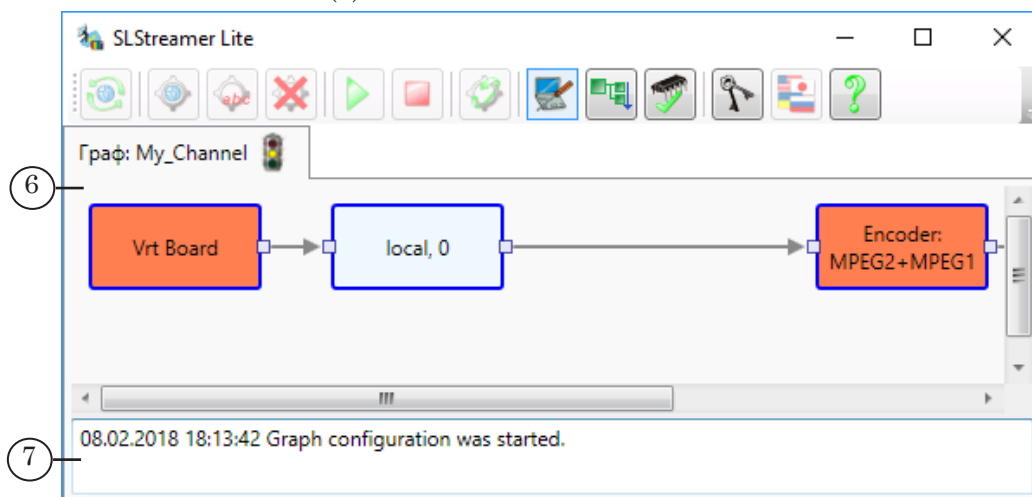 SLStreamer Lite
abc
Граф: My_Channel
6
Vrt Board
local, 0
Encoder:
MPEG2+MPEG1
08.02.2018 18:13:42 Graph configuration was started.
7